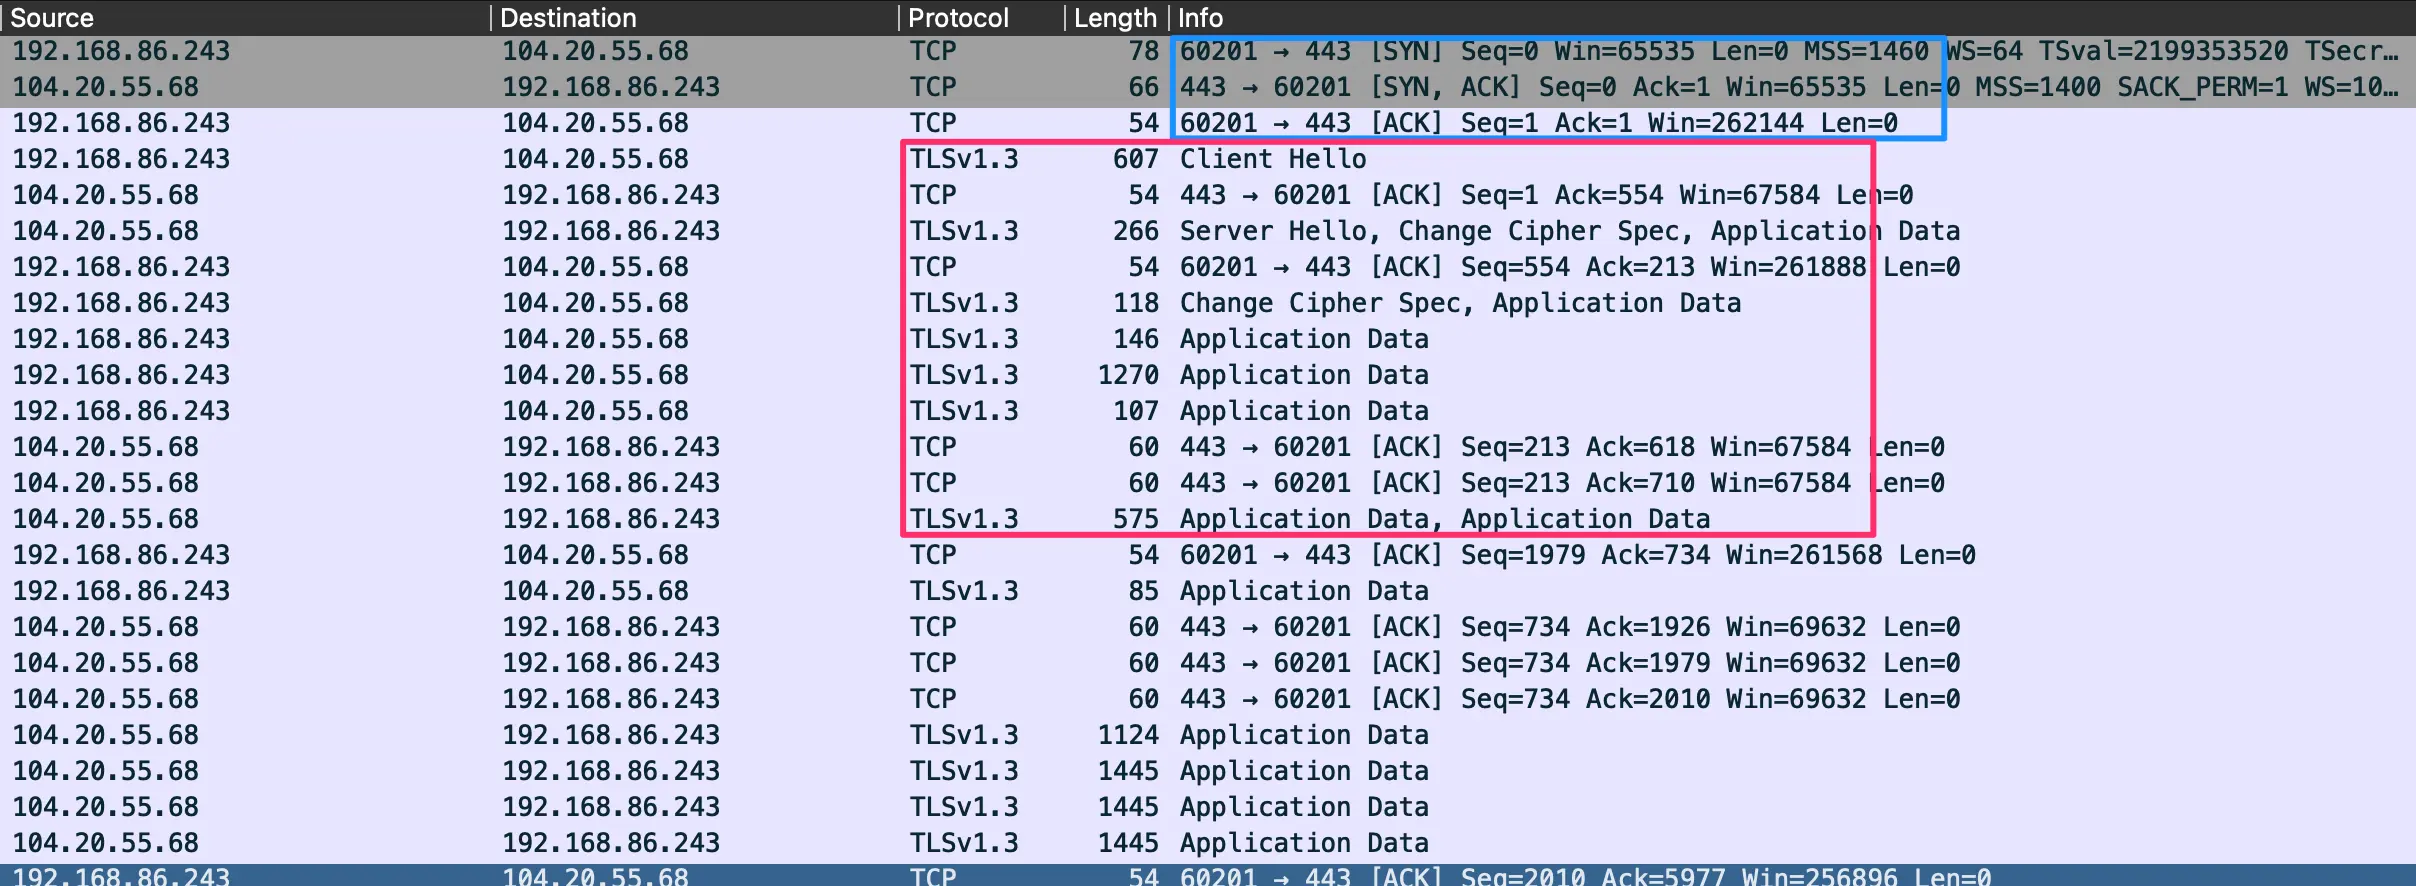 Source Destination Protocol Length Info
192.168.86.243 104.20.55.68 TCP 78 60201 → 443 [SYN] Seq=0 Win=65535 Len=0 MSS=1460 WS=64 TSval=2199353520 TSecr…
104.20.55.68 192.168.86.243 TCP 66 443 → 60201 [SYN, ACK] Seq=0 Ack=1 Win=65535 Len=0 MSS=1400 SACK_PERM=1 WS=10…
192.168.86.243 104.20.55.68 TCP 54 60201 → 443 [ACK] Seq=1 Ack=1 Win=262144 Len=0
192.168.86.243 104.20.55.68 TLSv1.3 607 Client Hello
104.20.55.68 192.168.86.243 TCP 54 443 → 60201 [ACK] Seq=1 Ack=554 Win=67584 Len=0
104.20.55.68 192.168.86.243 TLSv1.3 266 Server Hello, Change Cipher Spec, Application Data
192.168.86.243 104.20.55.68 TCP 54 60201 → 443 [ACK] Seq=554 Ack=213 Win=261888 Len=0
192.168.86.243 104.20.55.68 TLSv1.3 118 Change Cipher Spec, Application Data
192.168.86.243 104.20.55.68 TLSv1.3 146 Application Data
192.168.86.243 104.20.55.68 TLSv1.3 1270 Application Data
192.168.86.243 104.20.55.68 TLSv1.3 107 Application Data
104.20.55.68 192.168.86.243 TCP 60 443 → 60201 [ACK] Seq=213 Ack=618 Win=67584 Len=0
104.20.55.68 192.168.86.243 TCP 60 443 → 60201 [ACK] Seq=213 Ack=710 Win=67584 Len=0
104.20.55.68 192.168.86.243 TLSv1.3 575 Application Data, Application Data
192.168.86.243 104.20.55.68 TCP 54 60201 → 443 [ACK] Seq=1979 Ack=734 Win=261568 Len=0
192.168.86.243 104.20.55.68 TLSv1.3 85 Application Data
104.20.55.68 192.168.86.243 TCP 60 443 → 60201 [ACK] Seq=734 Ack=1926 Win=69632 Len=0
104.20.55.68 192.168.86.243 TCP 60 443 → 60201 [ACK] Seq=734 Ack=1979 Win=69632 Len=0
104.20.55.68 192.168.86.243 TCP 60 443 → 60201 [ACK] Seq=734 Ack=2010 Win=69632 Len=0
104.20.55.68 192.168.86.243 TLSv1.3 1124 Application Data
104.20.55.68 192.168.86.243 TLSv1.3 1445 Application Data
104.20.55.68 192.168.86.243 TLSv1.3 1445 Application Data
104.20.55.68 192.168.86.243 TLSv1.3 1445 Application Data
192.168.86.243 104.20.55.68 TCP 54 60201 → 443 [ACK] Seq=2010 Ack=5977 Win=256896 Len=0